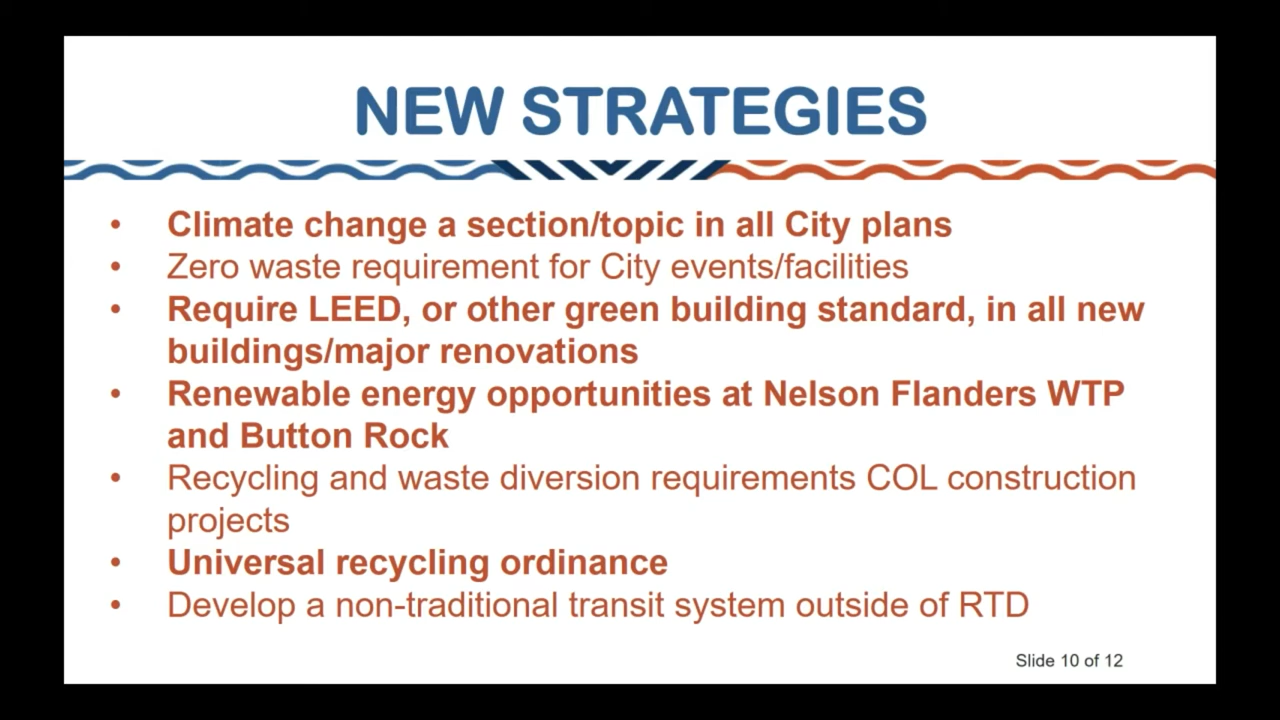 NEW STRATEGIES
• Climate change a section/topic in all City plans
• Zero waste requirement for City events/facilities
• Require LEED, or other green building standard, in all new
buildings/major renovations
• Renewable energy opportunities at Nelson Flanders WTP
and Button Rock
• Recycling and waste diversion requirements COL construction
projects
• Universal recycling ordinance
• Develop a non-traditional transit system outside of RTD
Slide 10 of 12